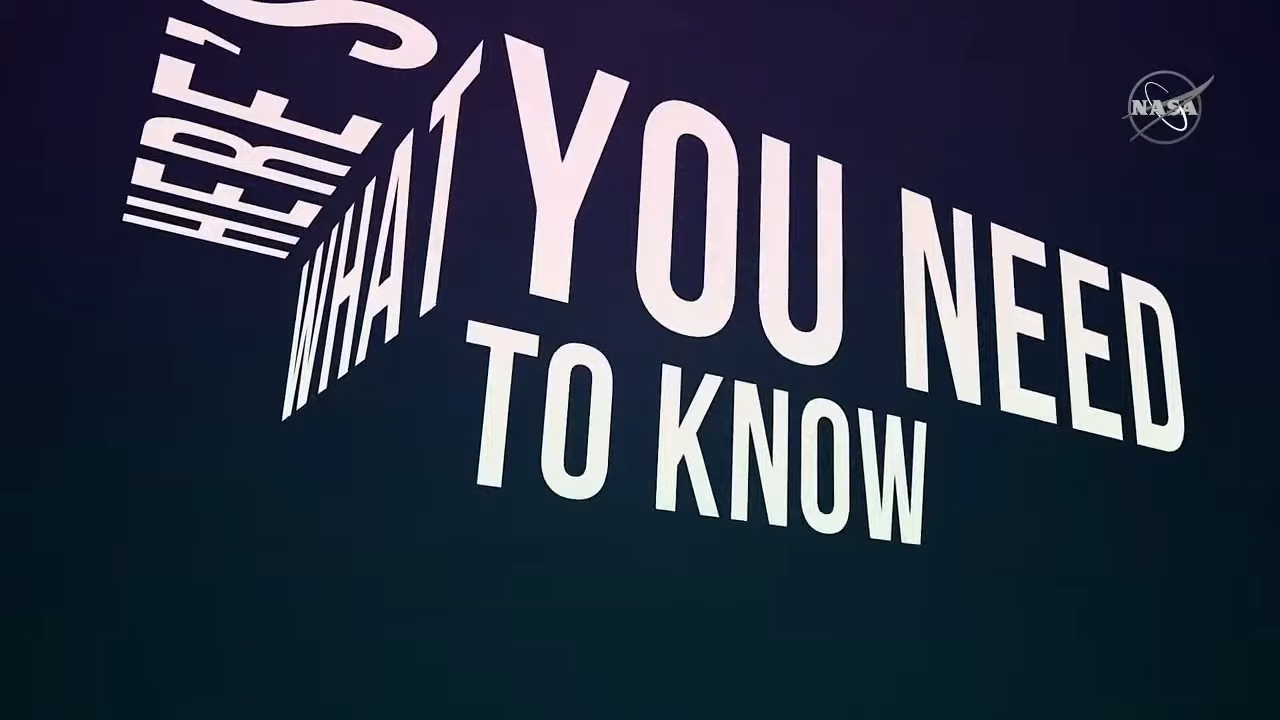 HERE'S
WHAT
YOU NEED
TO KNOW
NASA